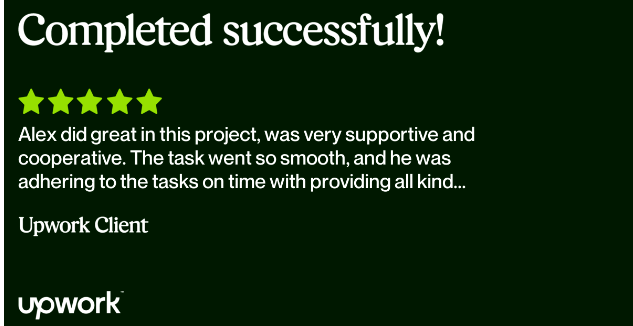 Completed successfully!
Alex did great in this project, was very supportive and
cooperative. The task went so smooth, and he was
adhering to the tasks on time with providing all kind...
Upwork Client
upwork™